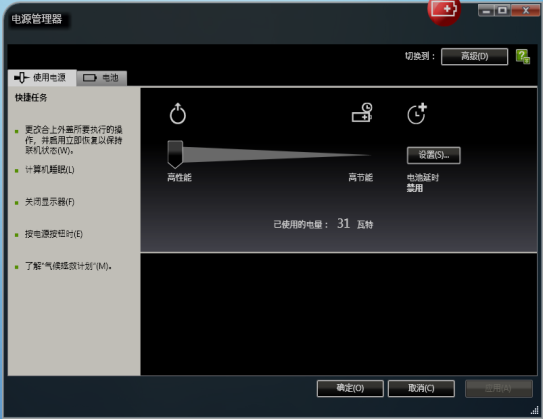 电源管理器
切换到：
高级(D)
使用电源
电池
快捷任务
更改合上外盖所要执行的操
作，并启用立即恢复以保持
联机状态(W)。
计算机睡眠(L)
关闭显示器(F)
按电源按钮时(E)
了解"气候拯救计划"(M)。
高性能
高节能
设置(S)...
电池延时
禁用
已使用的电量： 31 瓦特
确定(O)
取消(C)
应用(A)